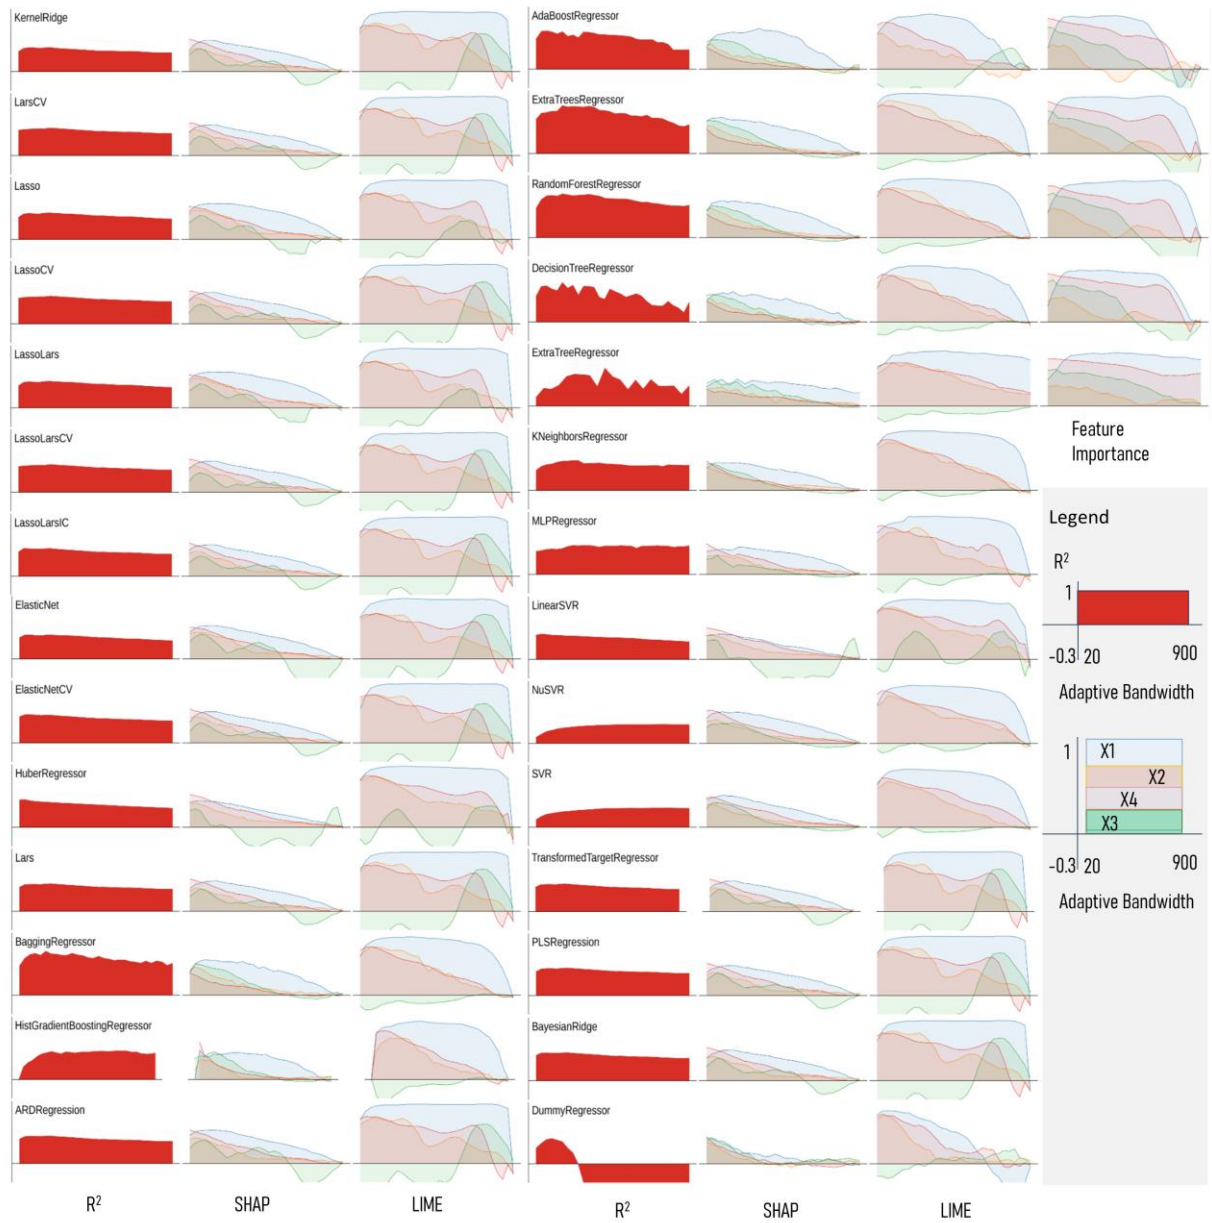 KernelRidge
LarsCV
Lasso
LassoCV
LassoLars
LassoLarsCV
LassoLarsIC
ElasticNet
ElasticNetCV
HuberRegressor
Lars
BaggingRegressor
HistGradientBoostingRegressor
ARDRegression
R²
SHAP
LIME
AdaBoostRegressor
ExtraTreesRegressor
RandomForestRegressor
DecisionTreeRegressor
ExtraTreeRegressor
KNeighborsRegressor
MLPRegressor
LinearSVR
NuSVR
SVR
TransformedTargetRegressor
PLSRegression
BayesianRidge
DummyRegressor
R²
SHAP
LIME
Feature
Importance
Legend
R²
1
-0.3 20 900
Adaptive Bandwidth
1
X1
X2
X4
X3
-0.3 20 900
Adaptive Bandwidth